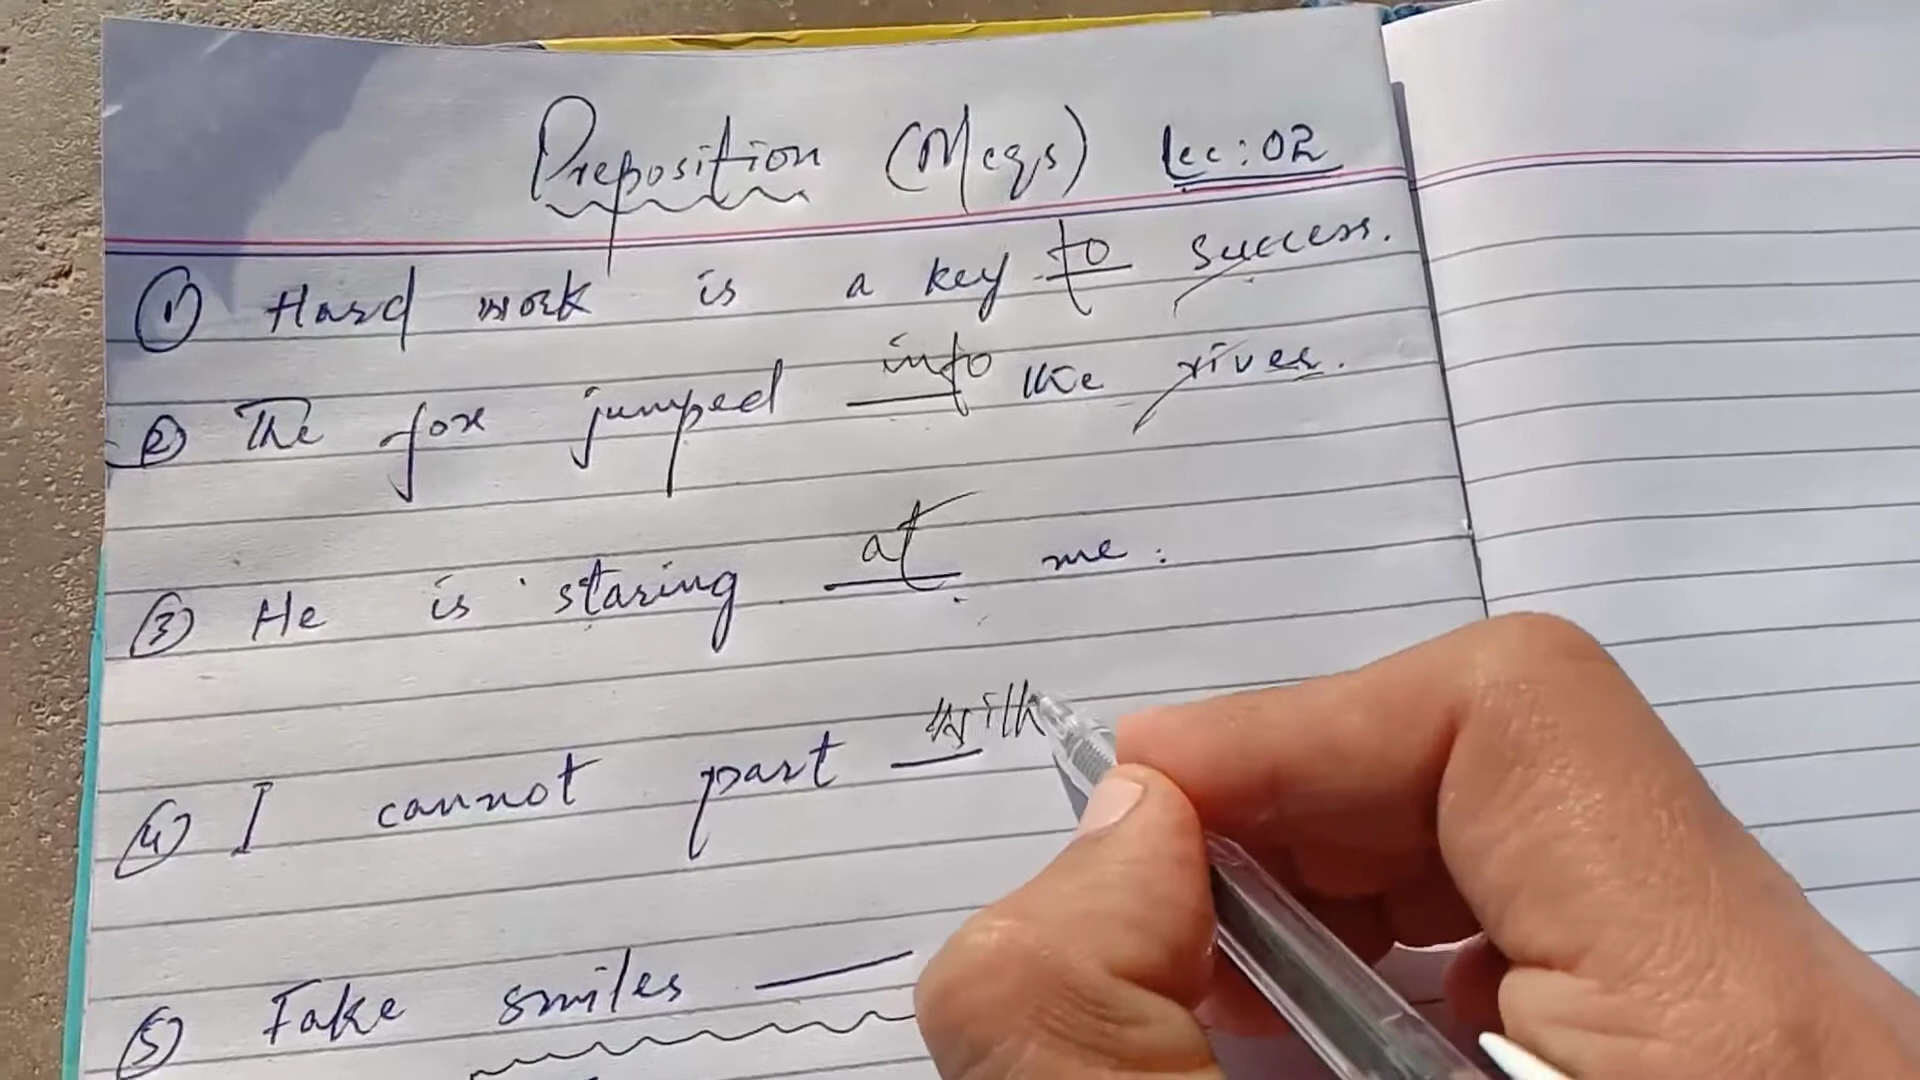 Preposition (Mcqs) Lec:02
① Hard work is a key to success.
② The fox jumped into the river.
③ He is staring at me.
④ I cannot part with
⑤ Fake smiles